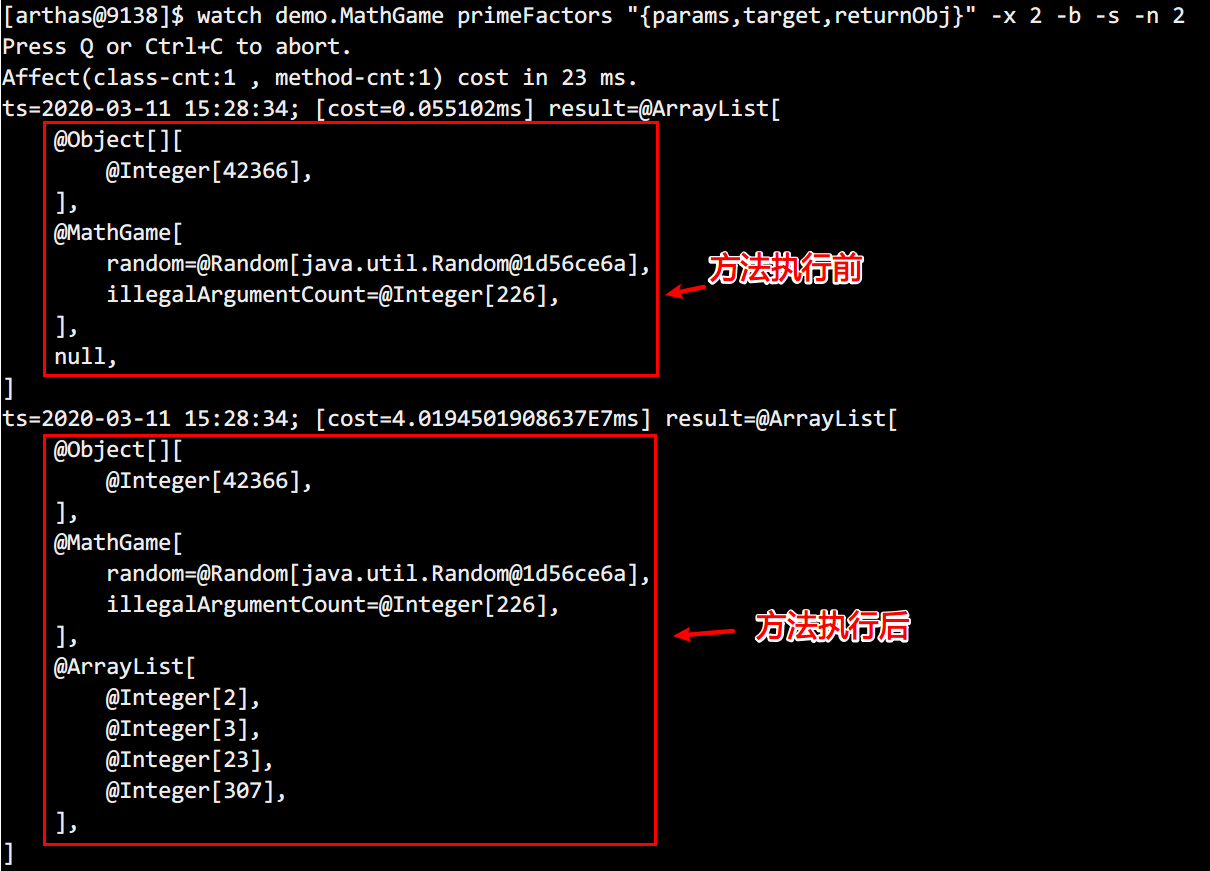 [arthas@9138]$ watch demo.MathGame primeFactors "{params,target,returnObj}" -x 2 -b -s -n 2
Press Q or Ctrl+C to abort.
Affect(class-cnt:1 , method-cnt:1) cost in 23 ms.
ts=2020-03-11 15:28:34; [cost=0.055102ms] result=@ArrayList[
    @Object[][
        @Integer[42366],
    ],
    @MathGame[
        random=@Random[java.util.Random@1d56ce6a],
方法执行前
        illegalArgumentCount=@Integer[226],
    ],
    null,
]
ts=2020-03-11 15:28:34; [cost=4.0194501908637E7ms] result=@ArrayList[
    @Object[][
        @Integer[42366],
    ],
    @MathGame[
        random=@Random[java.util.Random@1d56ce6a],
        illegalArgumentCount=@Integer[226],
    ],
方法执行后
    @ArrayList[
        @Integer[2],
        @Integer[3],
        @Integer[23],
        @Integer[307],
    ],
]